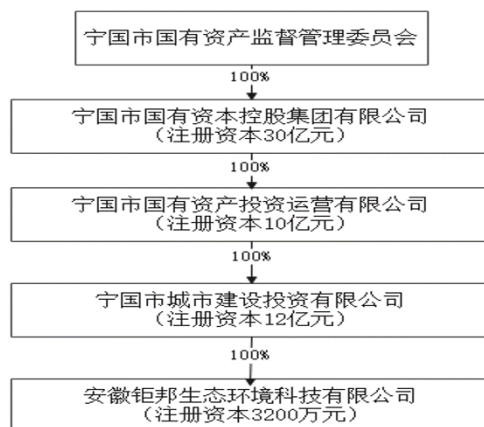 宁国市国有资产监督管理委员会
100%
宁国市国有资本控股集团有限公司
（注册资本30亿元）
100%
宁国市国有资产投资运营有限公司
（注册资本10亿元）
100%
宁国市城市建设投资有限公司
（注册资本12亿元）
100%
安徽钜邦生态环境科技有限公司
（注册资本3200万元）